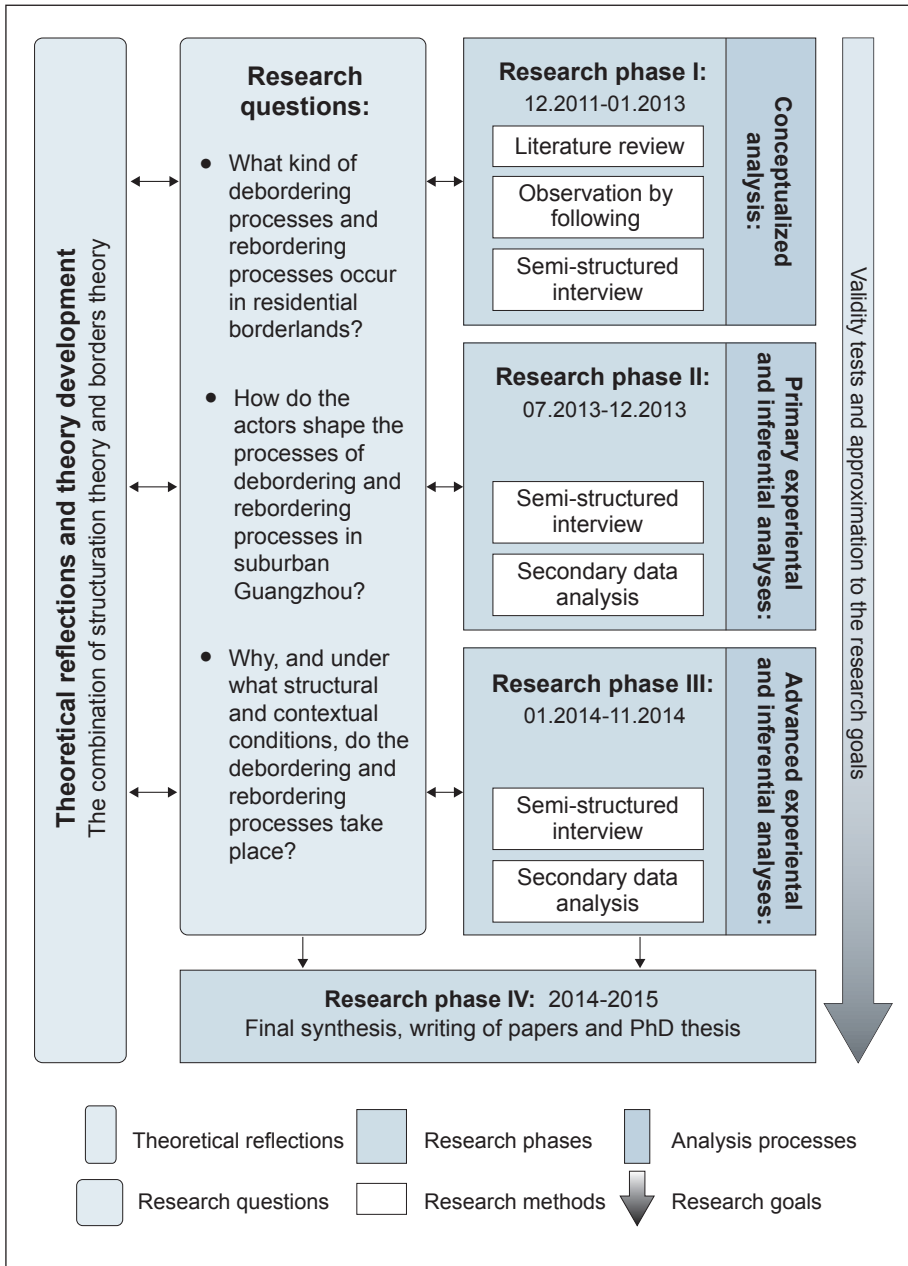 Theoretical reflections and theory development
The combination of structuration theory and borders theory
Research
questions:
• What kind of
debordering
processes and
rebordering
processes occur
in residential
borderlands?
• How do the
actors shape the
processes of
debordering and
rebordering
processes in
suburban
Guangzhou?
• Why, and under
what structural
and contextual
conditions, do the
debordering and
rebordering
processes take
place?
Research phase I:
12.2011-01.2013
Literature review
Observation by
following
Semi-structured
interview
Conceptualized
analysis:
Research phase II:
07.2013-12.2013
Semi-structured
interview
Secondary data
analysis
Primary experiental
and inferential analyses:
Research phase III:
01.2014-11.2014
Semi-structured
interview
Secondary data
analysis
Advanced experiental
and inferential analyses:
Validity tests and approximation to the research goals
Research phase IV: 2014-2015
Final synthesis, writing of papers and PhD thesis
Theoretical reflections
Research phases
Analysis processes
Research questions
Research methods
Research goals